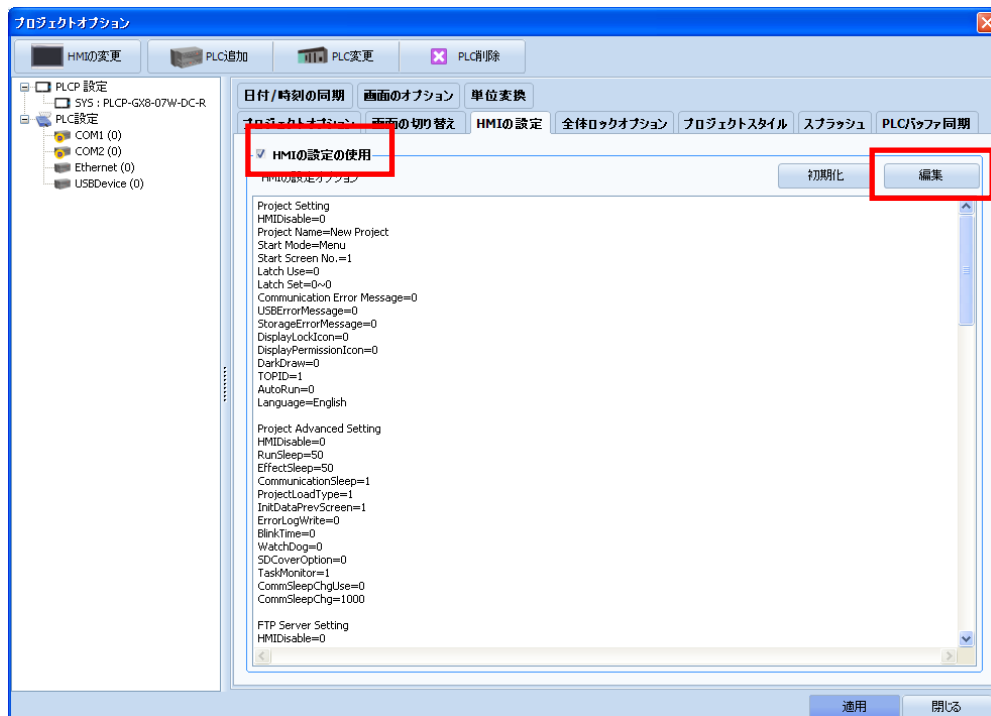 プロジェクトオプション
HMIの変更 PLC追加 PLC変更 PLC削除
PLCP 設定
SYS : PLCP-GX8-07W-DC-R
PLC設定
COM1 (0)
COM2 (0)
Ethernet (0)
USBDevice (0)
日付/時刻の同期 画面のオプション 単位変換
プロジェクトオプション 画面の切り替え HMIの設定 全体ロックオプション プロジェクトスタイル スプラッシュ PLCバッファ同期
HMIの設定の使用
HMIの設定オプション 初期化 編集
Project Setting
HMIDisable=0
Project Name=New Project
Start Mode=Menu
Start Screen No.=1
Latch Use=0
Latch Set=0~0
Communication Error Message=0
USBErrorMessage=0
StorageErrorMessage=0
DisplayLockIcon=0
DisplayPermissionIcon=0
DarkDraw=0
TOPID=1
AutoRun=0
Language=English
Project Advanced Setting
HMIDisable=0
RunSleep=50
EffectSleep=50
CommunicationSleep=1
ProjectLoadType=1
InitDataPrevScreen=1
ErrorLogWrite=0
BlinkTime=0
WatchDog=0
SDCoverOption=0
TaskMonitor=1
CommSleepChgUse=0
CommSleepChg=1000
FTP Server Setting
HMIDisable=0
適用 閉じる